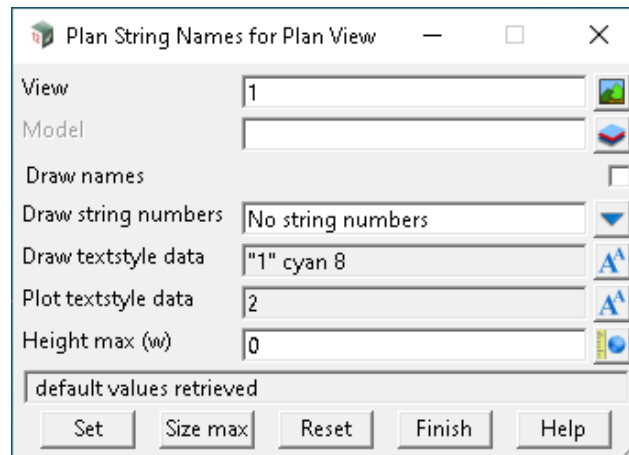 Plan String Names for Plan View
View 1
Model
Draw names
Draw string numbers No string numbers
Draw textstyle data "1" cyan 8
Plot textstyle data 2
Height max (w) 0
default values retrieved
Set Size max Reset Finish Help